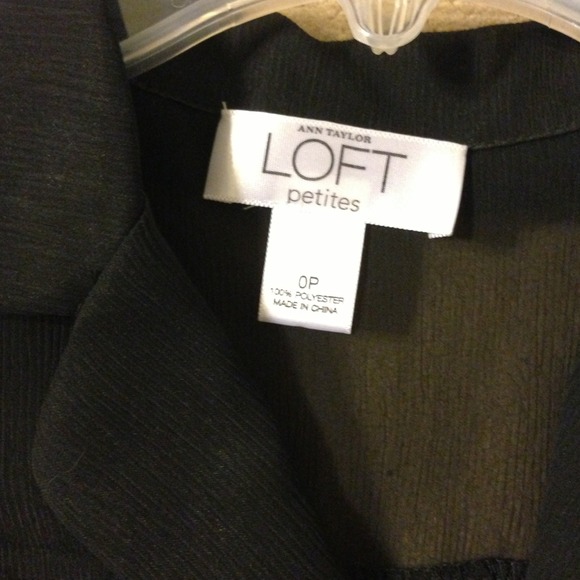 ANN TAYLOR
LOFT
petites
0P
100% POLYESTER
MADE IN CHINA